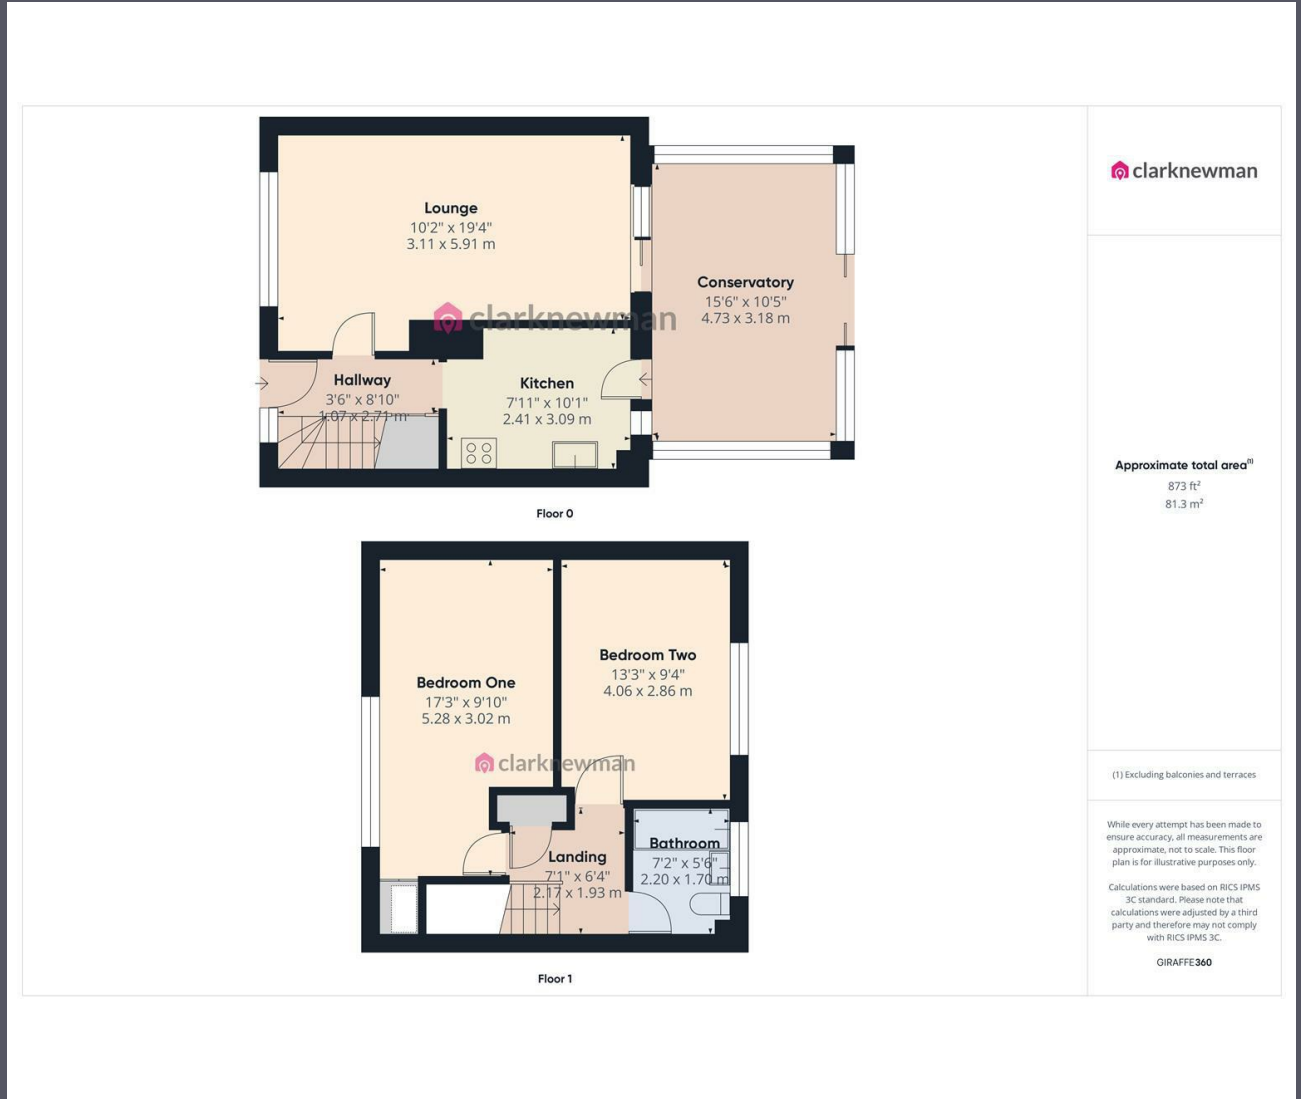 Lounge
10'2" x 19'4"
3.11 x 5.91 m
clarknewman
Conservatory
15'6" x 10'5"
4.73 x 3.18 m
Hallway
3'6" x 8'10"
1.07 x 2.71 m
Kitchen
7'11" x 10'1"
2.41 x 3.09 m
Floor 0
Bedroom One
17'3" x 9'10"
5.28 x 3.02 m
Bedroom Two
13'3" x 9'4"
4.06 x 2.86 m
clarknewman
Landing
7'1" x 6'4"
2.17 x 1.93 m
Bathroom
7'2" x 5'6"
2.20 x 1.70 m
Floor 1
clarknewman
Approximate total area(1)
873 ft²
81.3 m²
(1) Excluding balconies and terraces
While every attempt has been made to
ensure accuracy, all measurements are
approximate, not to scale. This floor
plan is for illustrative purposes only.
Calculations were based on RICS IPMS
3C standard. Please note that
calculations were adjusted by a third
party and therefore may not comply
with RICS IPMS 3C.
GIRAFFE360